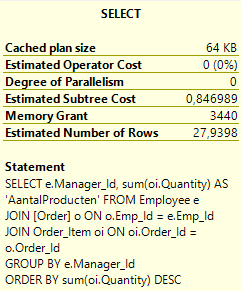 SELECT
Cached plan size 64 KB
Estimated Operator Cost 0 (0%)
Degree of Parallelism 0
Estimated Subtree Cost 0,846989
Memory Grant 3440
Estimated Number of Rows 27,9398
Statement
SELECT e.Manager_Id, sum(oi.Quantity) AS
'AantalProducten' FROM Employee e
JOIN [Order] o ON o.Emp_Id = e.Emp_Id
JOIN Order_Item oi ON oi.Order_Id =
o.Order_Id
GROUP BY e.Manager_Id
ORDER BY sum(oi.Quantity) DESC